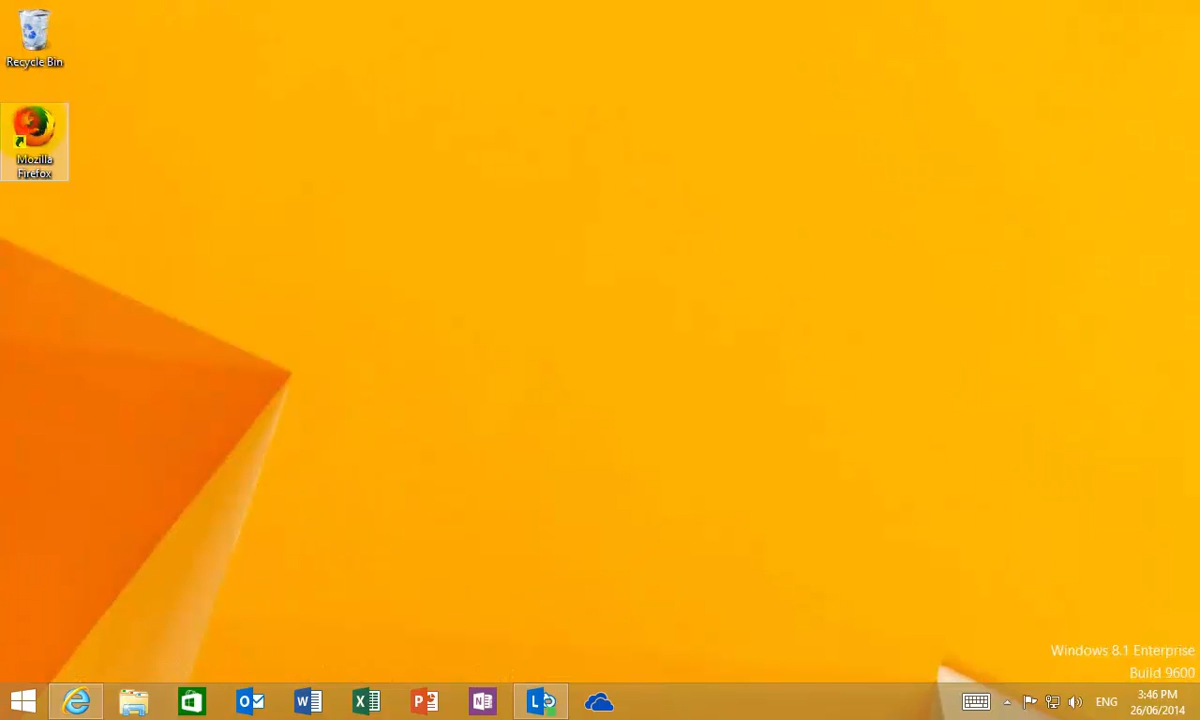 Recycle Bin
Mozilla
Firefox
Windows 8.1 Enterprise
Build 9600
ENG
3:46 PM
26/06/2014